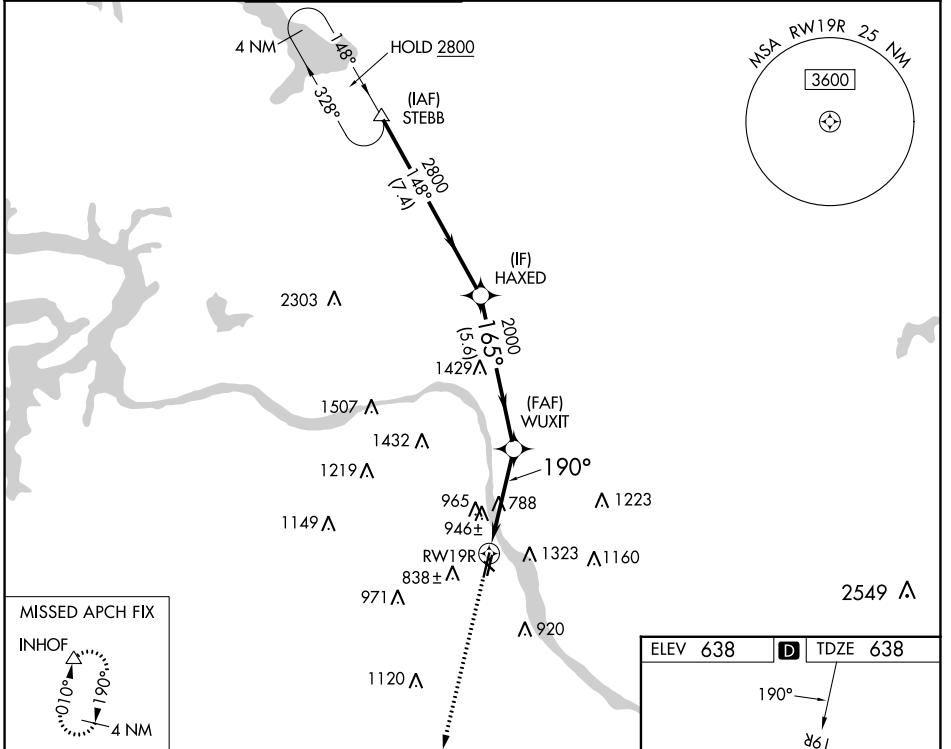 4 NM
148°
HOLD 2800
328°
(IAF)
STEBB
2800
148°
(7.4)
MSA RW19R 25 NM
3600
(IF)
HAXED
2303
2000
165°
(5.6)
1429
1507
(FAF)
WUXIT
1432
190°
1219
965
788
1223
946±
1149
RW19R
1323
1160
838±
971
2549
920
1120
MISSED APCH FIX
INHOF
010°
190°
4 NM
ELEV 638
D
TDZE 638
190°
19R